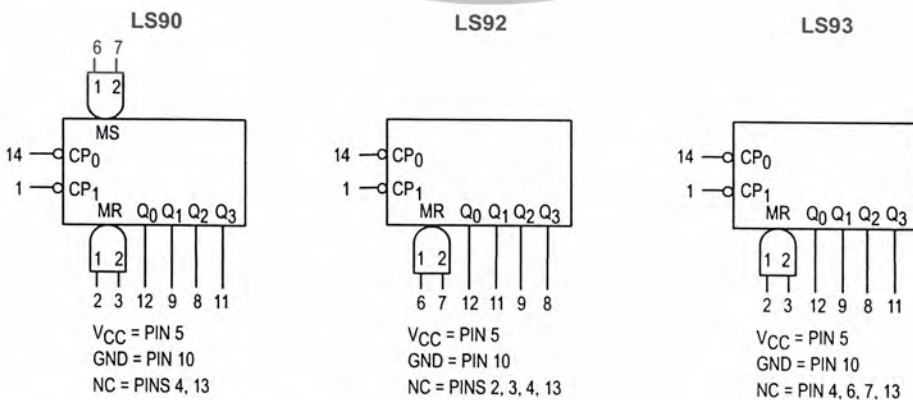 LS90
6 7
1 2
MS
14 CP0
1 CP1
MR Q0 Q1 Q2 Q3
1 2
2 3 12 9 8 11
VCC = PIN 5
GND = PIN 10
NC = PINS 4, 13
LS92
14 CP0
1 CP1
MR Q0 Q1 Q2 Q3
1 2
6 7 12 11 9 8
VCC = PIN 5
GND = PIN 10
NC = PINS 2, 3, 4, 13
LS93
14 CP0
1 CP1
MR Q0 Q1 Q2 Q3
1 2
2 3 12 9 8 11
VCC = PIN 5
GND = PIN 10
NC = PIN 4, 6, 7, 13